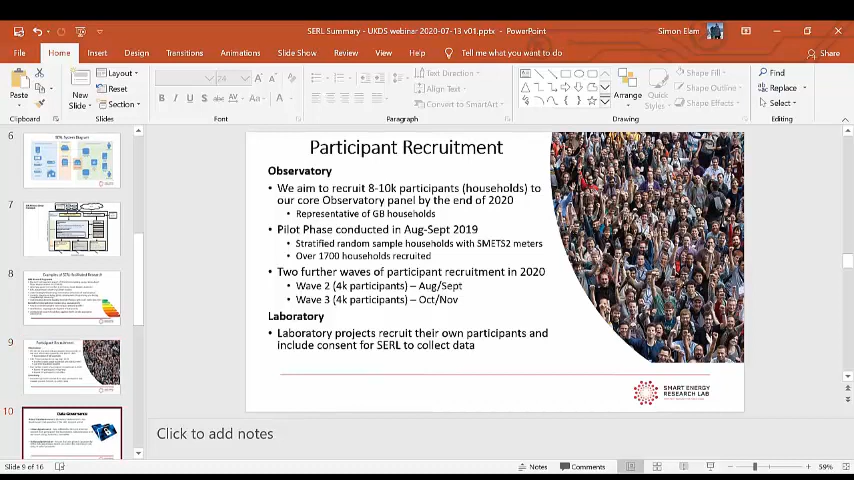 SERL Summary - UKDS webinar 2020-07-13 v01.pptx - PowerPoint
Simon Elam
File Home Insert Design Transitions Animations Slide Show Review View Help Tell me what you want to do Share
Paste
New
Slide
Layout
Reset
Section
24
B I U S abc AV Aa A
Text Direction
Align Text
Convert to SmartArt
Arrange
Quick
Styles
Shape Fill
Shape Outline
Shape Effects
Find
Replace
Select
Clipboard Slides Font Paragraph Drawing Editing
6
7
8
9
10
Participant Recruitment
Observatory
• We aim to recruit 8-10k participants (households) to
our core Observatory panel by the end of 2020
• Representative of GB households
• Pilot Phase conducted in Aug-Sept 2019
• Stratified random sample households with SMETS2 meters
• Over 1700 households recruited
• Two further waves of participant recruitment in 2020
• Wave 2 (4k participants) – Aug/Sept
• Wave 3 (4k participants) – Oct/Nov
Laboratory
• Laboratory projects recruit their own participants and
include consent for SERL to collect data
SMART ENERGY
RESEARCH LAB
Click to add notes
Slide 9 of 16
Notes
Comments
59%